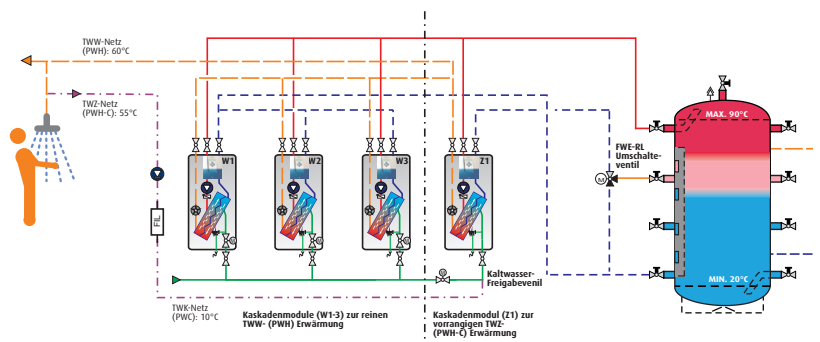 TWW-Netz
(PWH): 60°C
TWZ-Netz
(PWH-C): 55°C
FIL
W1
W2
W3
Z1
MAX. 90°C
FWE-RL
Umschalte-
ventil
M
MIN. 20°C
Kaltwasser-
Freigabevenil
TWK-Netz
(PWC): 10°C
Kaskadenmodule (W1-3) zur reinen
TWW- (PWH) Erwärmung
Kaskadenmodul (Z1) zur
vorrangigen TWZ-
(PWH-C) Erwärmung